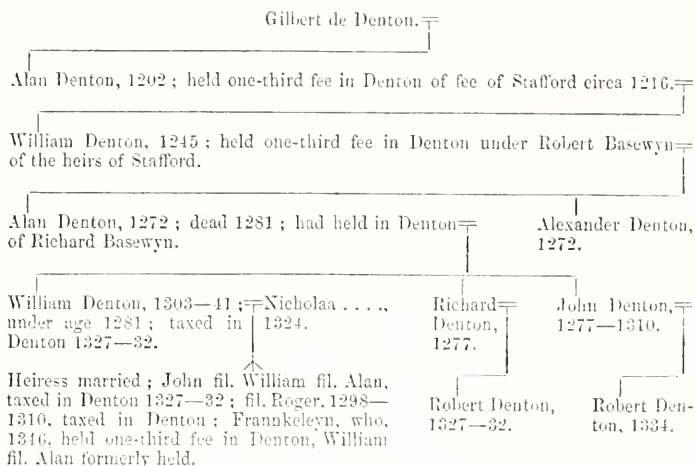 Gilbert de Denton.
Alan Denton, 1202 ; held one-third fee in Denton of fee of Stafford circa 1216.
William Denton, 1245 ; held one-third fee in Denton under Robert Basewyn
of the heirs of Stafford.
Alan Denton, 1272 ; dead 1281 ; had held in Denton
of Richard Basewyn.
Alexander Denton,
1272.
William Denton, 1303—41 ;
under age 1281 ; taxed in
Denton 1327—32.
Nicholaa . . . .,
1324.
Richard
Denton,
1277.
John Denton,
1277—1310.
Heiress married ; John fil. William fil. Alan,
taxed in Denton 1327—32 ; fil. Roger, 1298—
1310, taxed in Denton ; Frannkeleyn, who,
1346, held one-third fee in Denton, William
fil. Alan formerly held.
Robert Denton,
1327—32.
Robert Den-
ton, 1334.